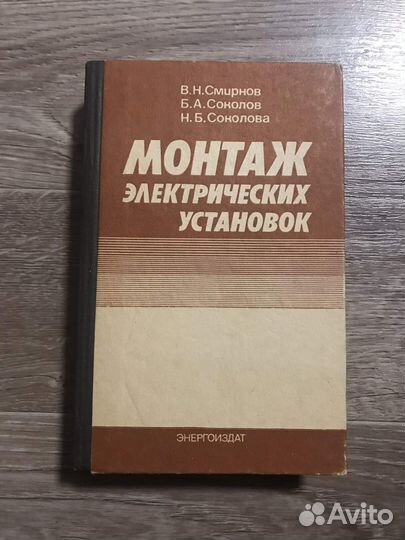 В.Н.Смирнов
Б.А.Соколов
Н.Б.Соколова
МОНТАЖ
ЭЛЕКТРИЧЕСКИХ
УСТАНОВОК
ЭНЕРГОИЗДАТ
Avito